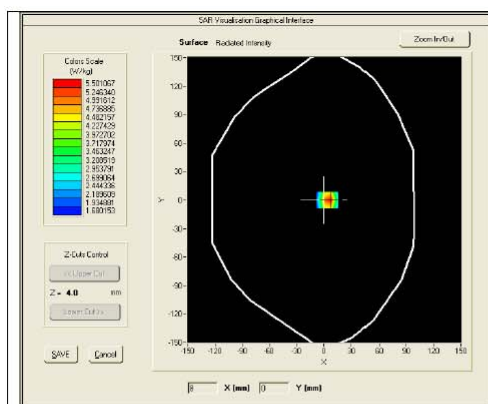 SAR Visualisation Graphical Interface
Surface Radiated Intensity
Zoom In/Out
Colors Scale
(W/kg)
5.501067
5.246340
4.991612
4.736885
4.482157
4.227429
3.972702
3.717974
3.463247
3.208519
2.953791
2.699064
2.444336
2.189609
1.934881
1.680153
Z-Cuts Control
Z = 4.0 mm
SAVE
Cancel
150
120
90
60
30
0
-30
-60
-90
-120
-150
Y
-150 -120 -90 -60 -30 0 30 60 90 120 150
X
8 X (mm) 0 Y (mm)